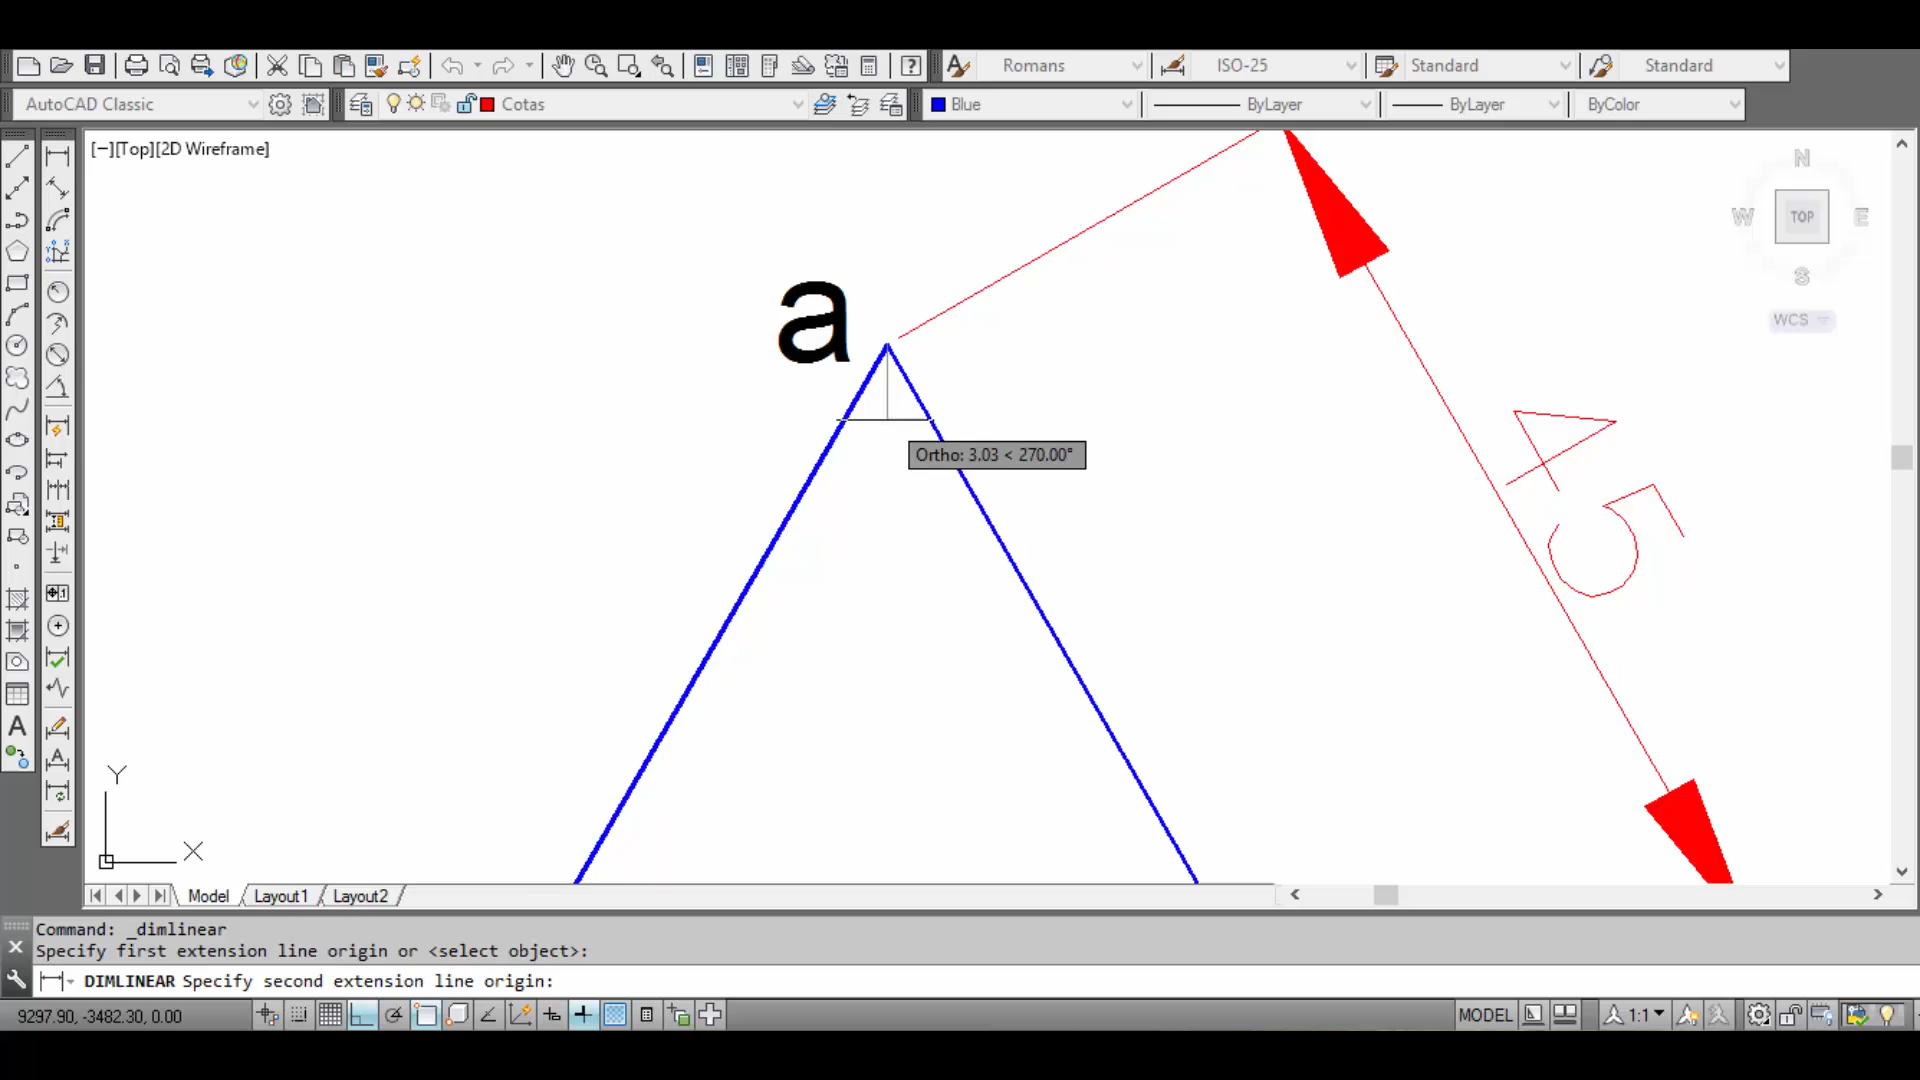 Romans
ISO-25
Standard
Standard
AutoCAD Classic
Cotas
Blue
ByLayer
ByLayer
ByColor
[−][Top][2D Wireframe]
N
W
TOP
E
S
WCS
a
45
Ortho: 3.03 < 270.00°
Y
X
Model
Layout1
Layout2
Command: _dimlinear
Specify first extension line origin or <select object>:
DIMLINEAR Specify second extension line origin:
9297.90, -3482.30, 0.00
MODEL
1:1